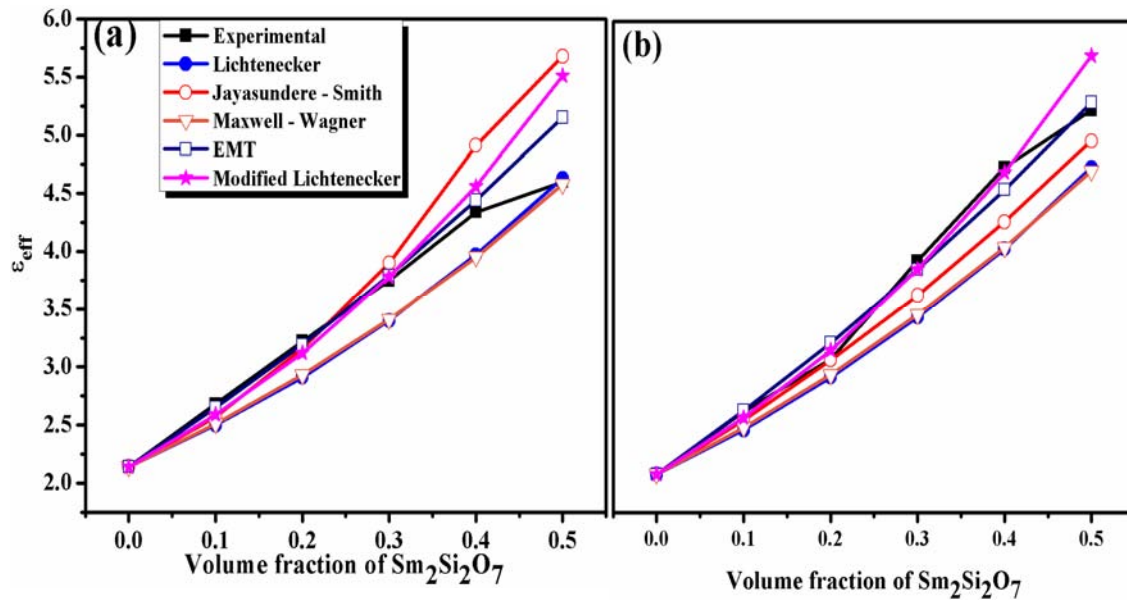 (a)
Experimental
Lichtenecker
Jayasundere - Smith
Maxwell - Wagner
EMT
Modified Lichtenecker
6.0
5.5
5.0
4.5
4.0
3.5
3.0
2.5
2.0
εeff
0.0 0.1 0.2 0.3 0.4 0.5
Volume fraction of Sm2Si2O7
(b)
0.0 0.1 0.2 0.3 0.4 0.5
Volume fraction of Sm2Si2O7